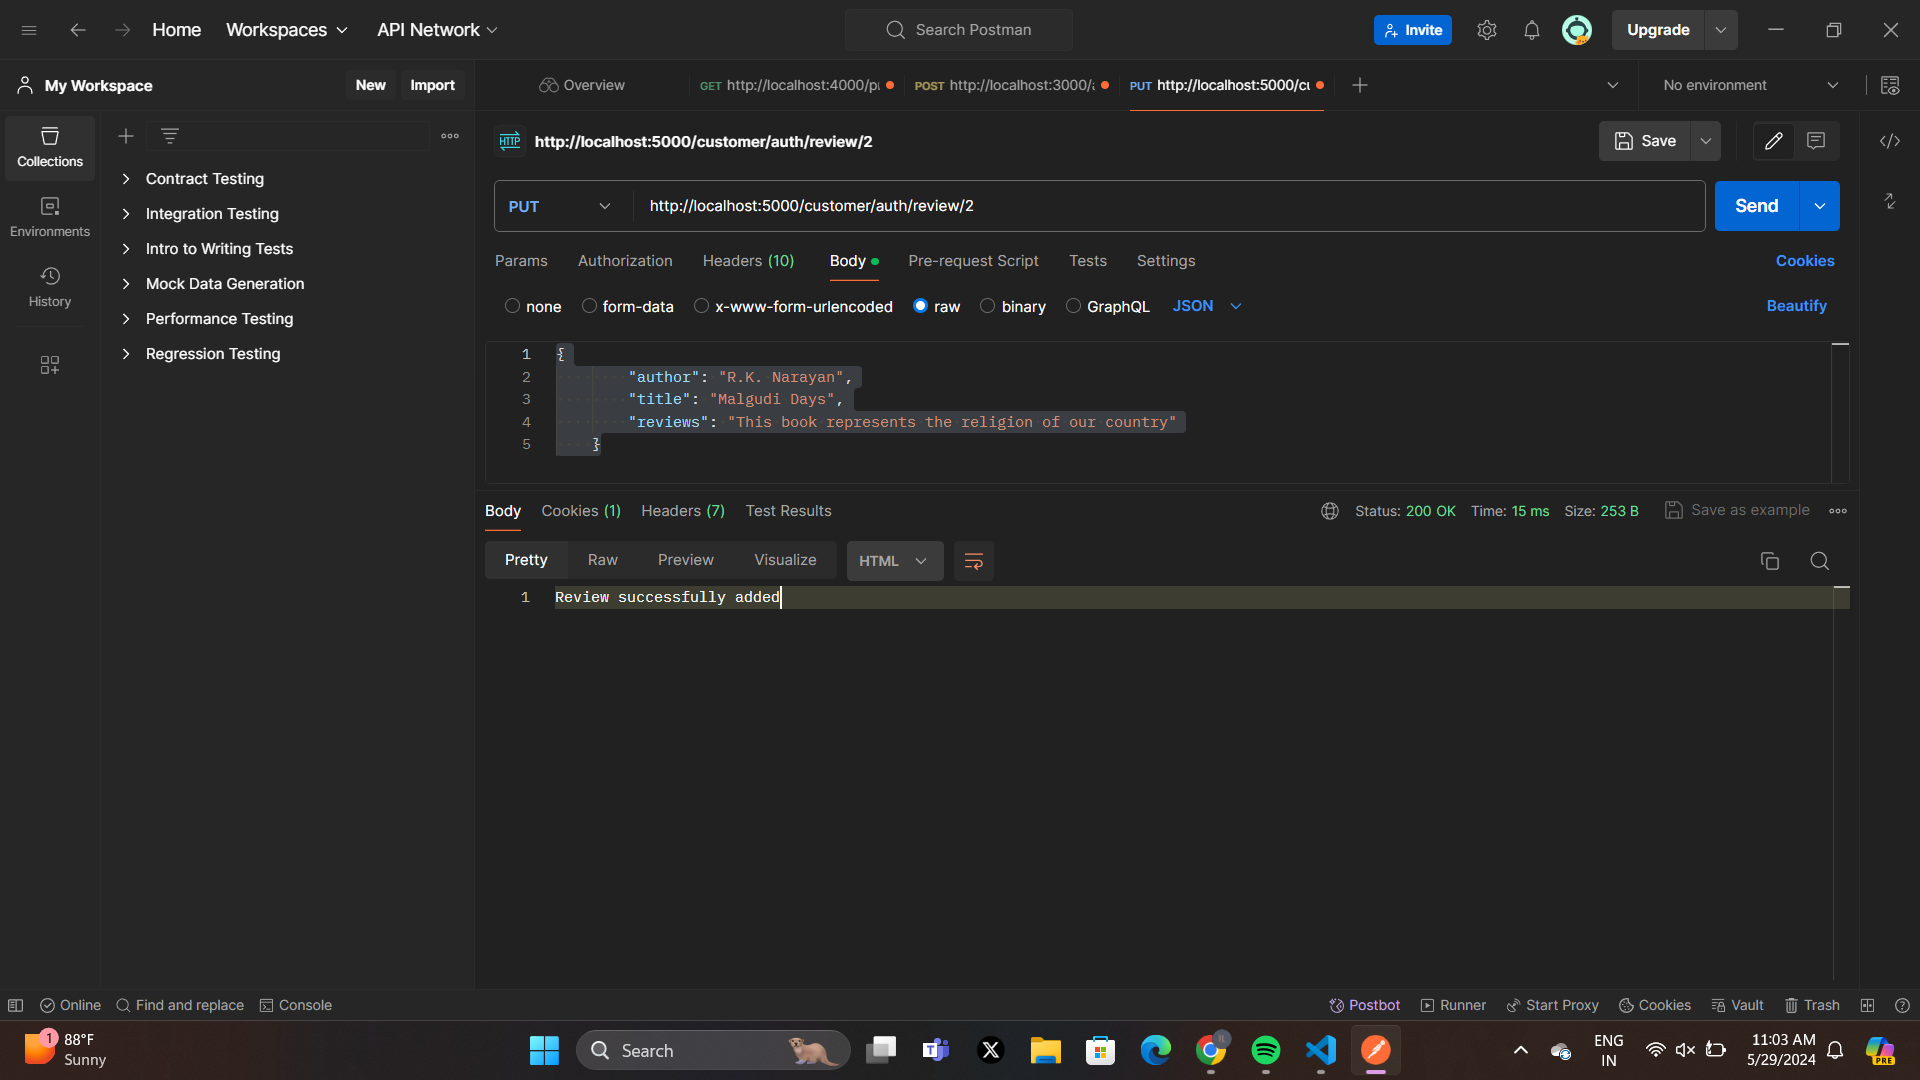 Home Workspaces API Network Search Postman Invite Upgrade
My Workspace New Import Overview GET http://localhost:4000/p POST http://localhost:3000/ PUT http://localhost:5000/cu No environment
HTTP http://localhost:5000/customer/auth/review/2 Save
Collections
Environments
History
Contract Testing
Integration Testing
Intro to Writing Tests
Mock Data Generation
Performance Testing
Regression Testing
PUT http://localhost:5000/customer/auth/review/2 Send
Params Authorization Headers (10) Body Pre-request Script Tests Settings Cookies
none form-data x-www-form-urlencoded raw binary GraphQL JSON Beautify
1 {
2 "author": "R.K. Narayan",
3 "title": "Malgudi Days",
4 "reviews": "This book represents the religion of our country"
5 }
Body Cookies (1) Headers (7) Test Results Status: 200 OK Time: 15 ms Size: 253 B Save as example
Pretty Raw Preview Visualize HTML
1 Review successfully added
Online Find and replace Console Postbot Runner Start Proxy Cookies Vault Trash
1 88°F Search ENG 11:03 AM
Sunny IN 5/29/2024 PRE